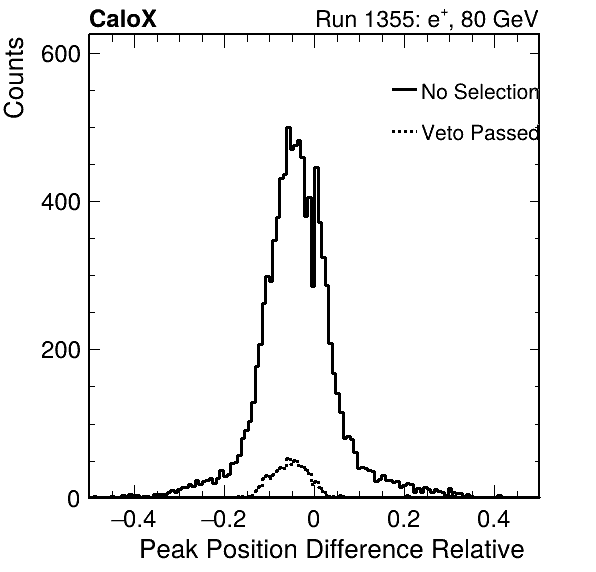 CaloX
Run 1355: e+, 80 GeV
Counts
600
400
200
0
No Selection
Veto Passed
−0.4
−0.2
0
0.2
0.4
Peak Position Difference Relative